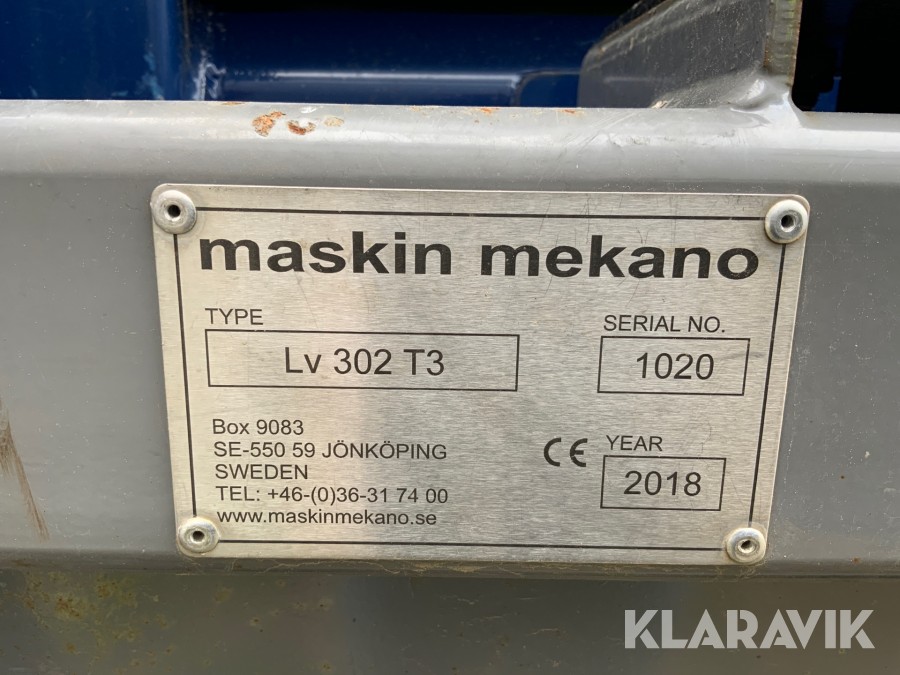 maskin mekano
TYPE
Lv 302 T3
SERIAL NO.
1020
Box 9083
SE-550 59 JÖNKÖPING
SWEDEN
TEL: +46-(0)36-31 74 00
www.maskinmekano.se
CE
YEAR
2018
KLARAVIK